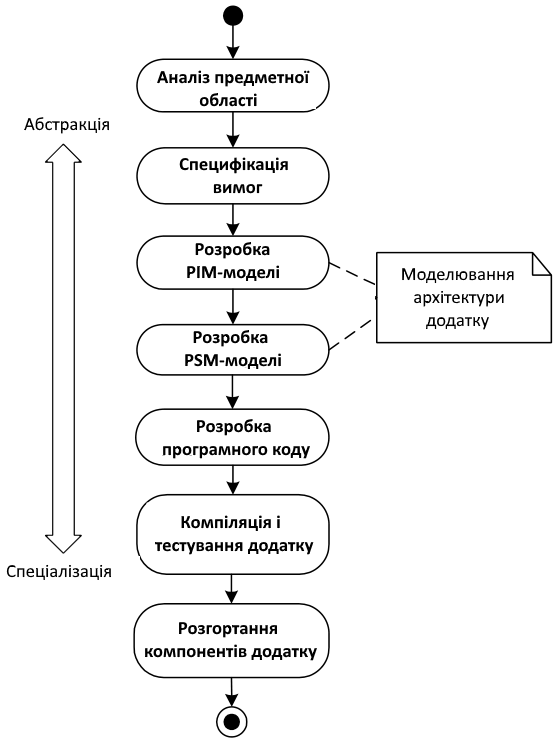 Аналіз предметної
області
Абстракція
Специфікація
вимог
Розробка
PIM-моделі
Моделювання
архітектури
додатку
Розробка
PSM-моделі
Розробка
програмного коду
Компіляція і
тестування додатку
Спеціалізація
Розгортання
компонентів додатку